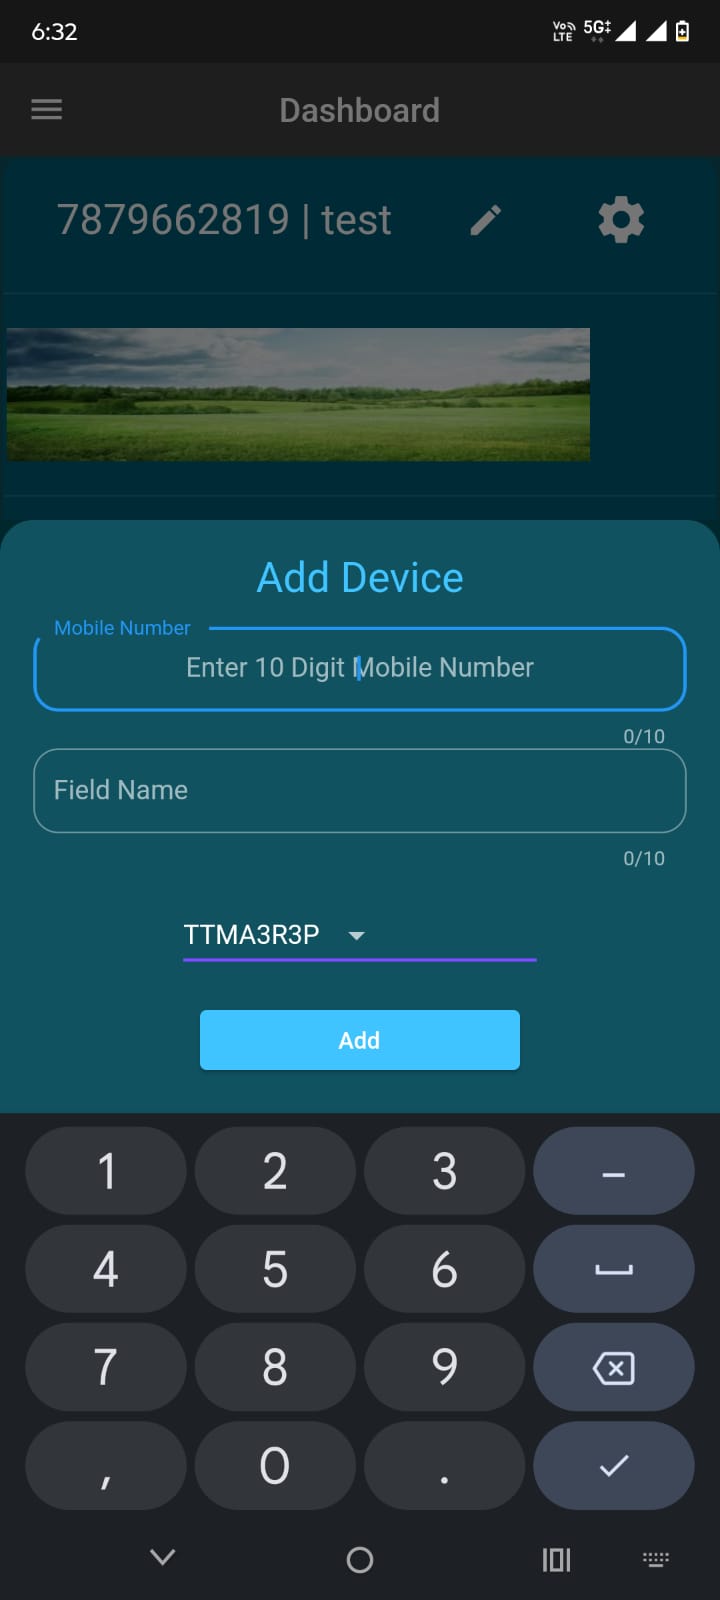 6:32
Vo LTE 5G
Dashboard
7879662819 | test
Add Device
Mobile Number
Enter 10 Digit Mobile Number
0/10
Field Name
0/10
TTMA3R3P
Add
1 2 3 –
4 5 6
7 8 9
, 0 .